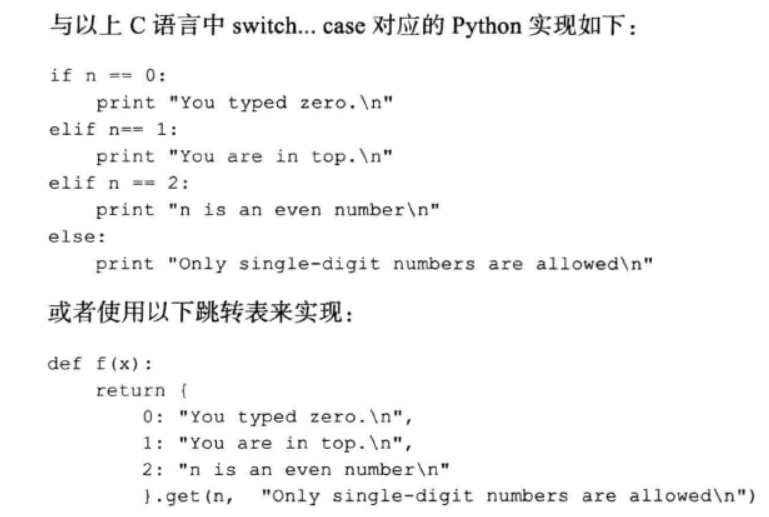 与以上 C 语言中 switch... case 对应的 Python 实现如下：
if n == 0:
    print "You typed zero.\n"
elif n== 1:
    print "You are in top.\n"
elif n == 2:
    print "n is an even number\n"
else:
    print "Only single-digit numbers are allowed\n"
或者使用以下跳转表来实现：
def f(x):
    return {
        0: "You typed zero.\n",
        1: "You are in top.\n",
        2: "n is an even number\n"
        }.get(n,  "Only single-digit numbers are allowed\n")